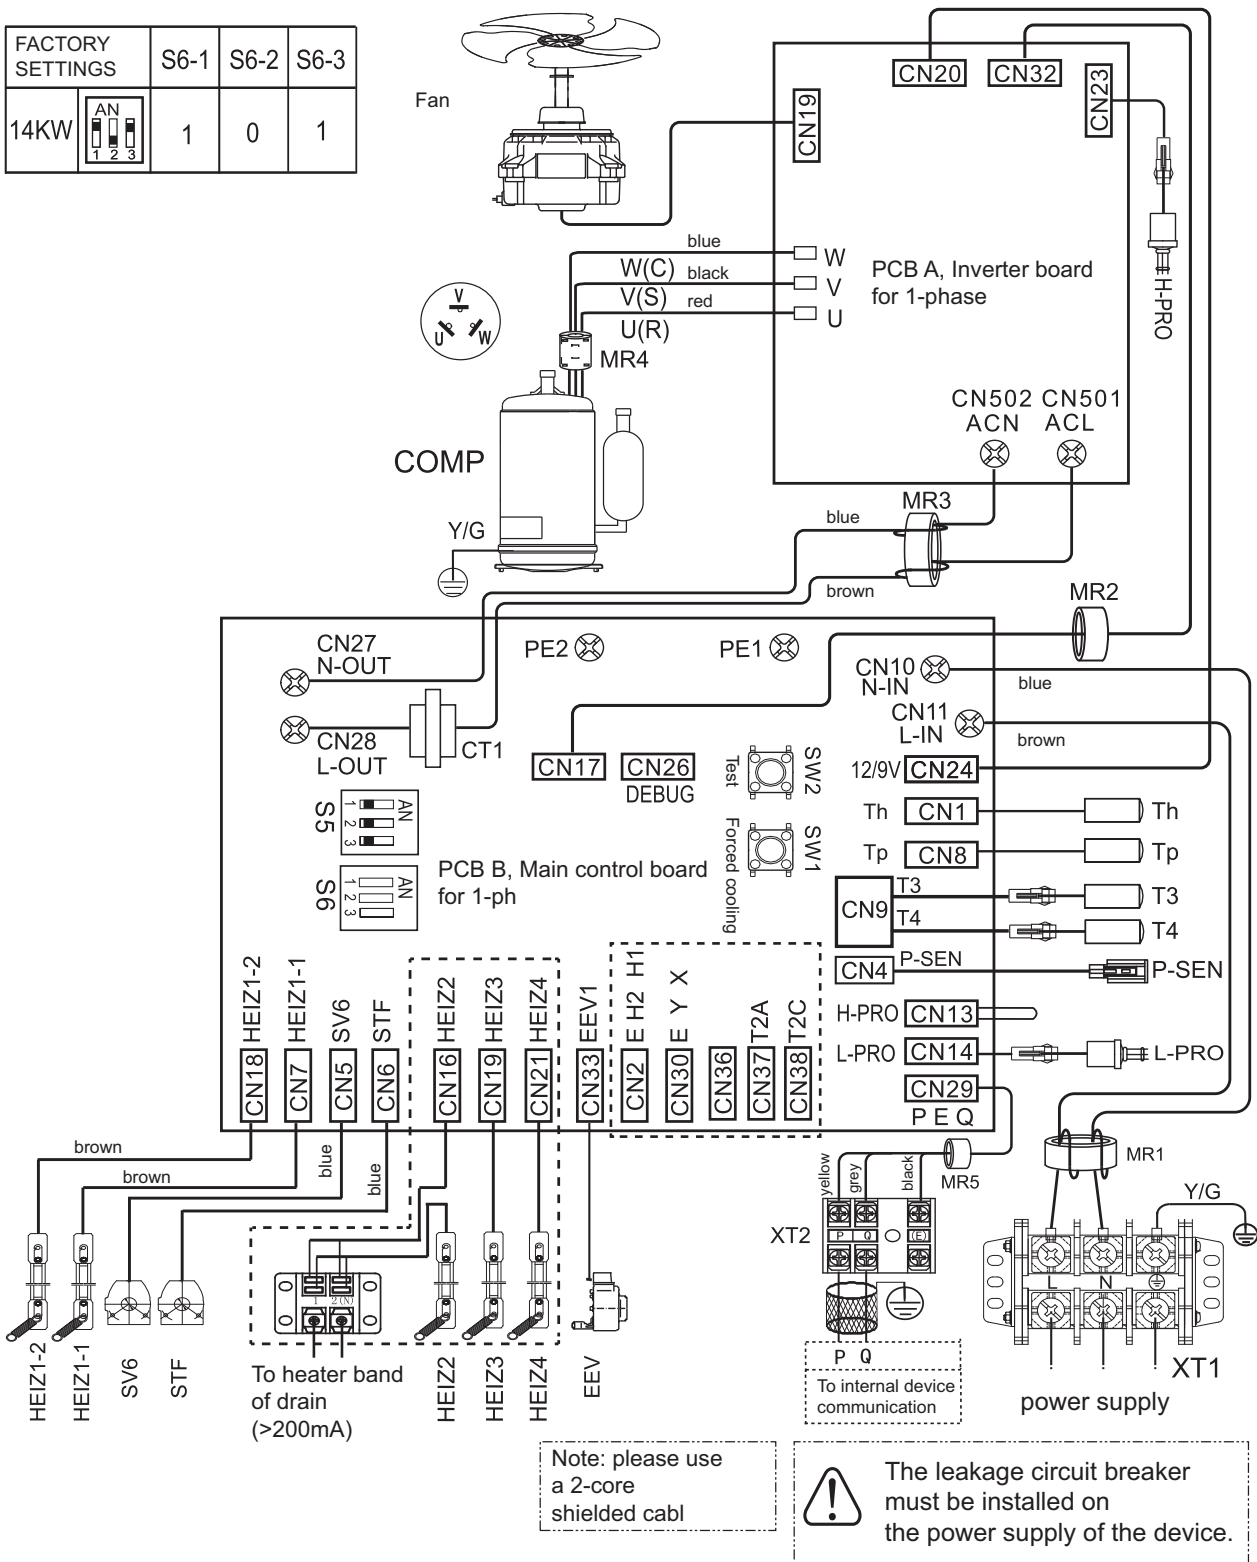 FACTORY
SETTINGS
S6-1
S6-2
S6-3
14KW
AN
1 2 3
1
0
1
Fan
CN20
CN32
CN23
CN19
H-PRO
blue
W
W(C)
black
V
V(S)
red
U
U(R)
PCB A, Inverter board
for 1-phase
V
U
W
MR4
COMP
Y/G
CN502
ACN
CN501
ACL
MR3
blue
brown
MR2
CN27
N-OUT
PE2
PE1
CN10
N-IN
blue
CN28
L-OUT
CT1
CN11
L-IN
brown
CN17
CN26
DEBUG
Test
SW2
12/9V
CN24
Th
CN1
Th
S5
1
2
3
AN
Forced cooling
SW1
Tp
CN8
Tp
PCB B, Main control board
for 1-ph
S6
1
2
3
AN
CN9
T3
T4
T3
T4
CN4
P-SEN
P-SEN
H-PRO
CN13
L-PRO
CN14
L-PRO
CN29
P E Q
HEIZ1-2
HEIZ1-1
SV6
STF
HEIZ2
HEIZ3
HEIZ4
EEV1
E H2 H1
E Y X
T2A
T2C
CN18
CN7
CN5
CN6
CN16
CN19
CN21
CN33
CN2
CN30
CN36
CN37
CN38
brown
brown
blue
blue
yellow
grey
black
MR5
MR1
Y/G
XT2
P
Q
(E)
L
N
1
2(N)
P Q
To internal device
communication
XT1
power supply
HEIZ1-2
HEIZ1-1
SV6
STF
To heater band
of drain
(>200mA)
HEIZ2
HEIZ3
HEIZ4
EEV
Note: please use
a 2-core
shielded cabl
The leakage circuit breaker
must be installed on
the power supply of the device.